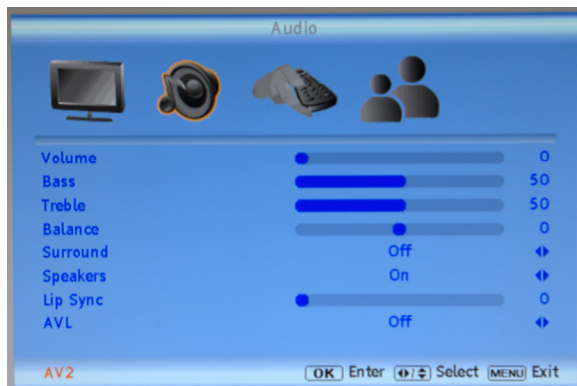 Audio
Volume 0
Bass 50
Treble 50
Balance 0
Surround Off
Speakers On
Lip Sync 0
AVL Off
AV2 OK Enter / Select MENU Exit